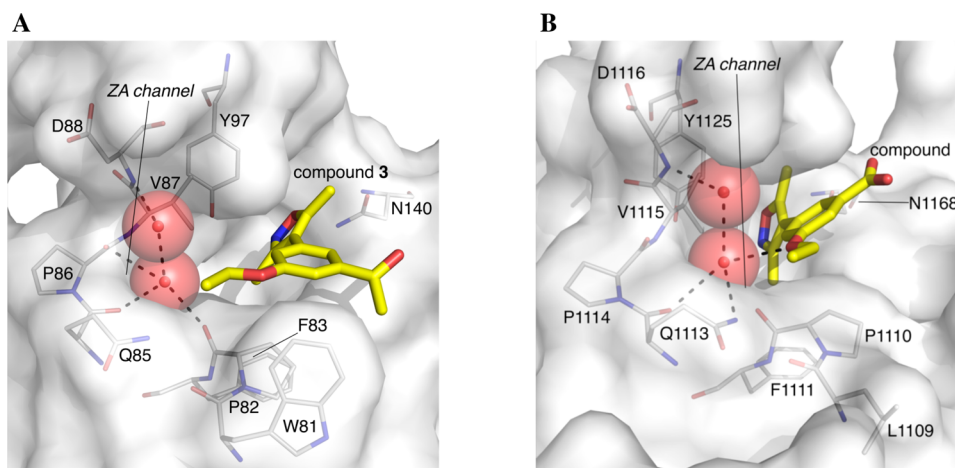 A
ZA channel
D88
Y97
V87
compound 3
N140
P86
Q85
F83
P82
W81
B
D1116
ZA channel
Y1125
compound
N1168
V1115
P1114
Q1113
P1110
F1111
L1109